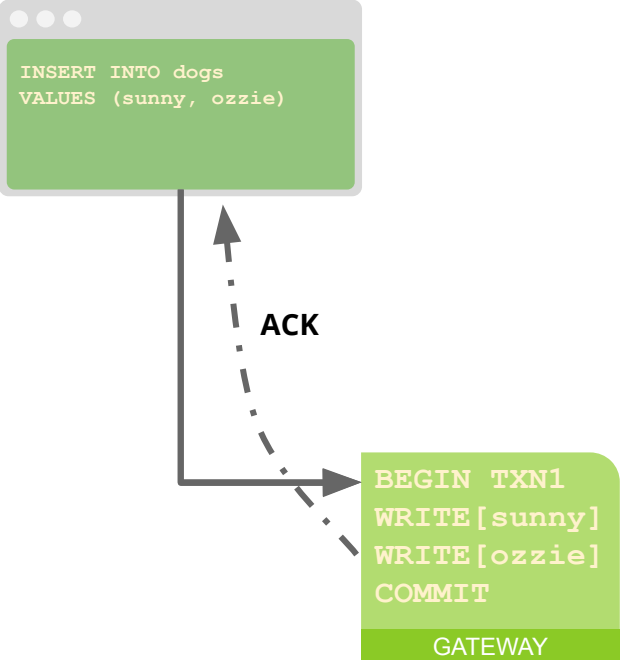 INSERT INTO dogs
VALUES (sunny, ozzie)
ACK
BEGIN TXN1
WRITE[sunny]
WRITE[ozzie]
COMMIT
GATEWAY